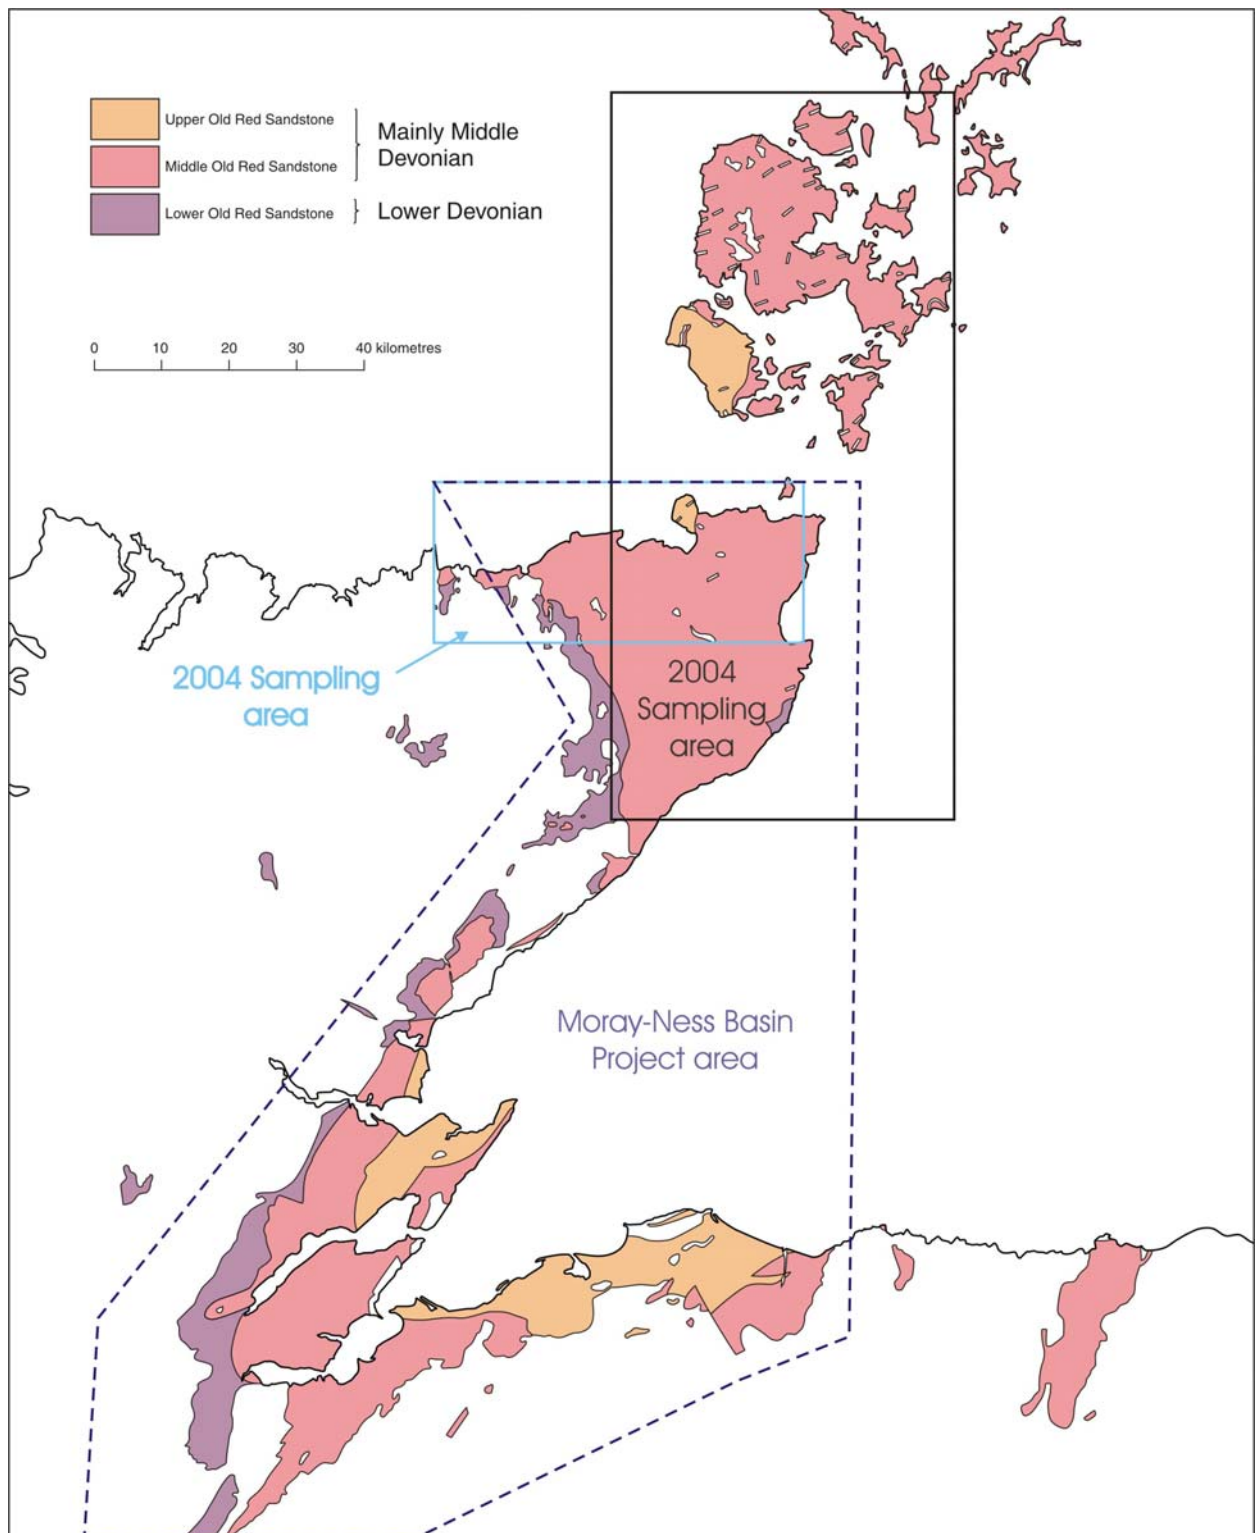 Upper Old Red Sandstone
Middle Old Red Sandstone
Lower Old Red Sandstone
Mainly Middle
Devonian
Lower Devonian
0 10 20 30 40 kilometres
2004 Sampling
area
2004
Sampling
area
Moray-Ness Basin
Project area